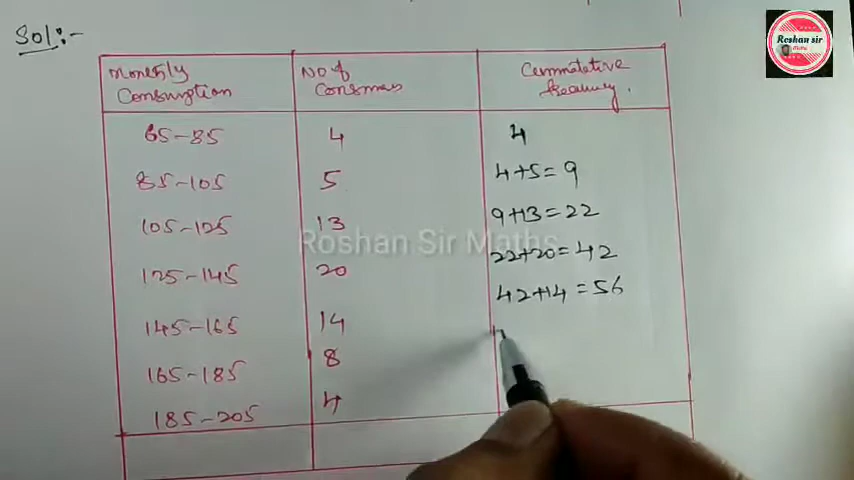 Sol:-
Roshan sir
Maths
Monthly Consumption No of Consumers Cummulative frequency.
65-85 4 4
85-105 5 4+5=9
105-125 13 9+13=22
125-145 20 22+20=42
145-165 14 42+14=56
165-185 8
185-205 4
Roshan Sir Maths